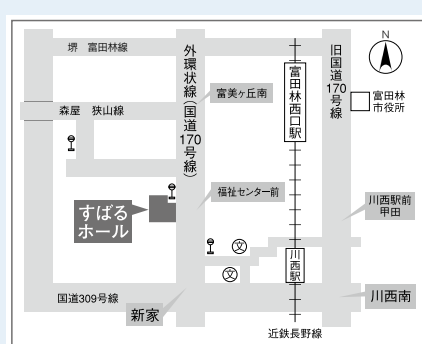 堺 富田林線
外環状線(国道170号線)
旧国道170号線
N
富田林西口駅
富美ヶ丘南
富田林
市役所
森屋 狭山線
福祉センター前
すばる
ホール
川西駅前
甲田
文
文
川西駅
国道309号線
新家
川西南
近鉄長野線